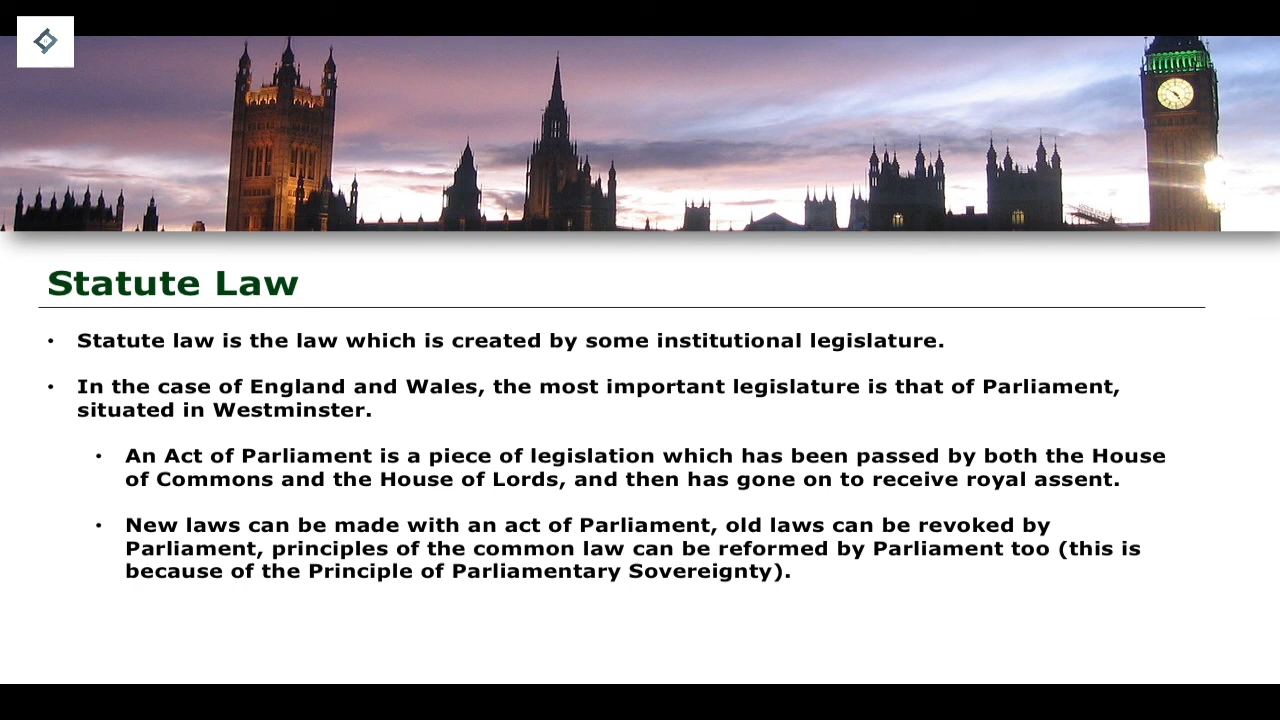 Statute Law
• Statute law is the law which is created by some institutional legislature.
• In the case of England and Wales, the most important legislature is that of Parliament,
situated in Westminster.
• An Act of Parliament is a piece of legislation which has been passed by both the House
of Commons and the House of Lords, and then has gone on to receive royal assent.
• New laws can be made with an act of Parliament, old laws can be revoked by
Parliament, principles of the common law can be reformed by Parliament too (this is
because of the Principle of Parliamentary Sovereignty).